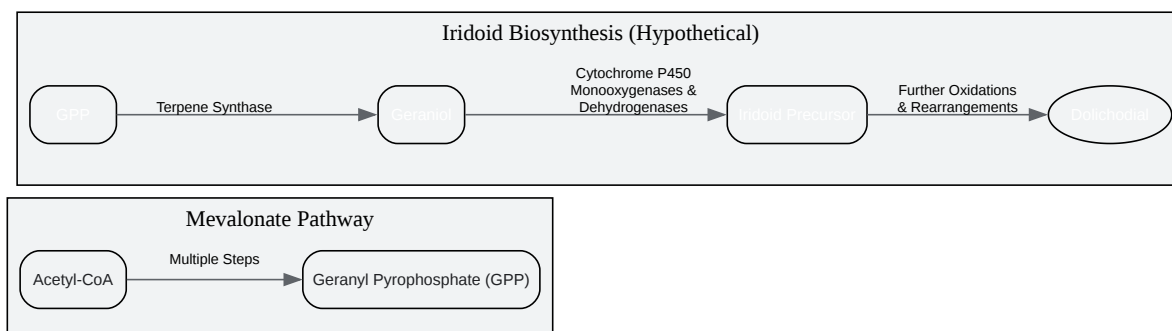 Iridoid Biosynthesis (Hypothetical)
GPP
Terpene Synthase
Geraniol
Cytochrome P450
Monooxygenases &
Dehydrogenases
Iridoid Precursor
Further Oxidations
& Rearrangements
Dolichodial
Mevalonate Pathway
Acetyl-CoA
Multiple Steps
Geranyl Pyrophosphate (GPP)